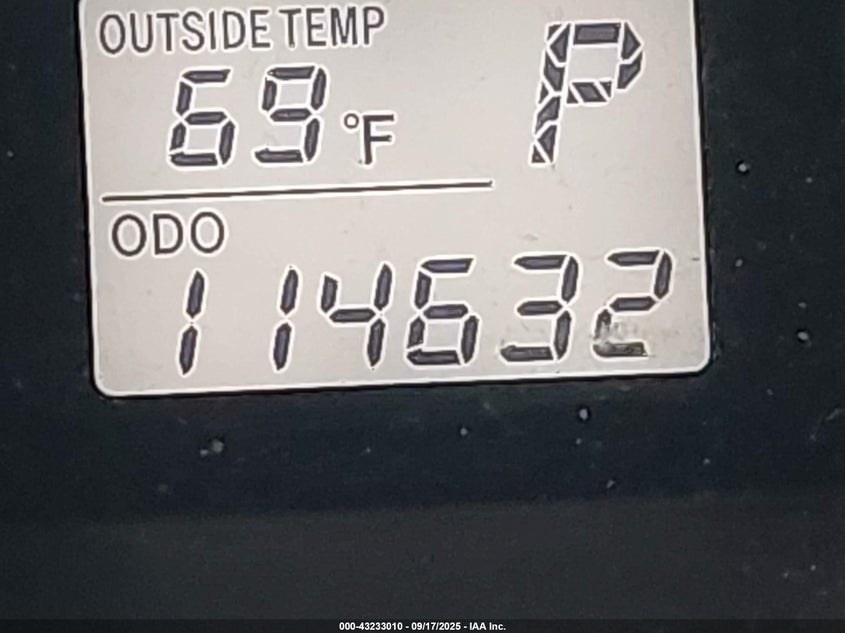 OUTSIDE TEMP
69 °F P
ODO
114632
000-43233010 - 09/17/2025 - IAA Inc.